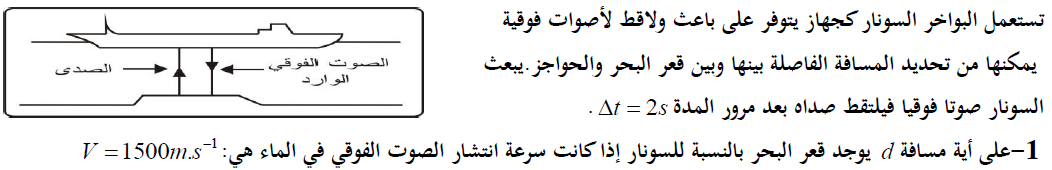 تستعمل البواخر السونار كجهاز يتوفر على باعث ولاقط لأصوات فوقية
يمكنها من تحديد المسافة الفاصلة بينها وبين قعر البحر والحواجز.يبعث
السونار صوتا فوقيا فيلتقط صداه بعد مرور المدة Δt = 2s .
1–على أية مسافة d يوجد قعر البحر بالنسبة للسونار إذا كانت سرعة انتشار الصوت الفوقي في الماء هي: V = 1500m.s⁻¹
الصوت الفوقي
الوارد
الصدى